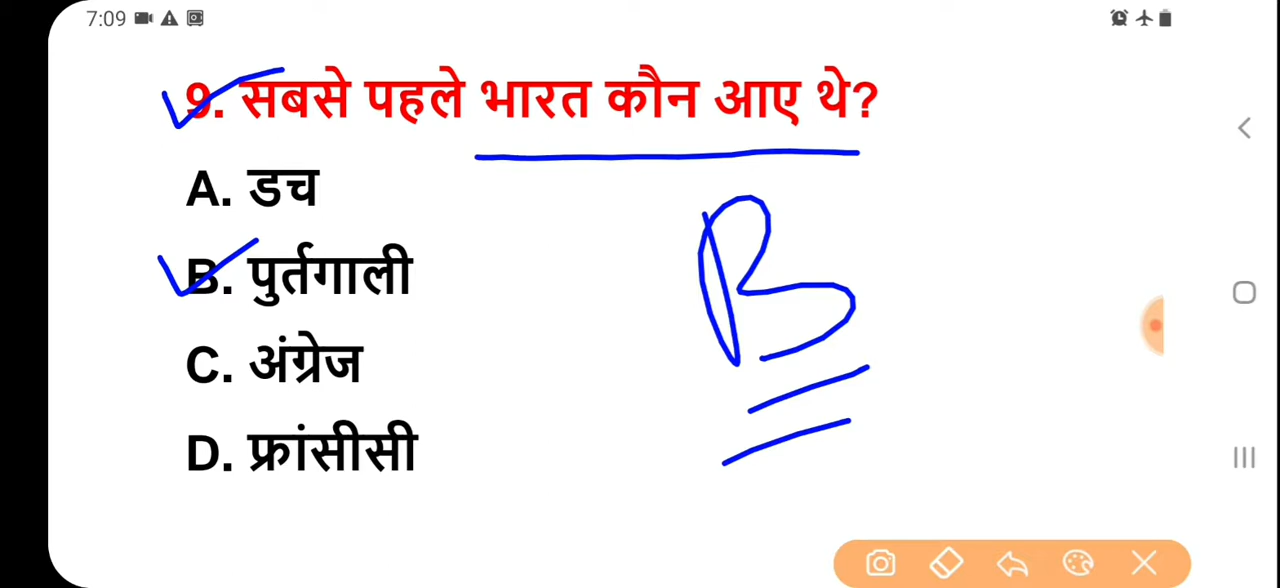 7:09
9. सबसे पहले भारत कौन आए थे?
A. डच
B. पुर्तगाली
C. अंग्रेज
D. फ्रांसीसी
B